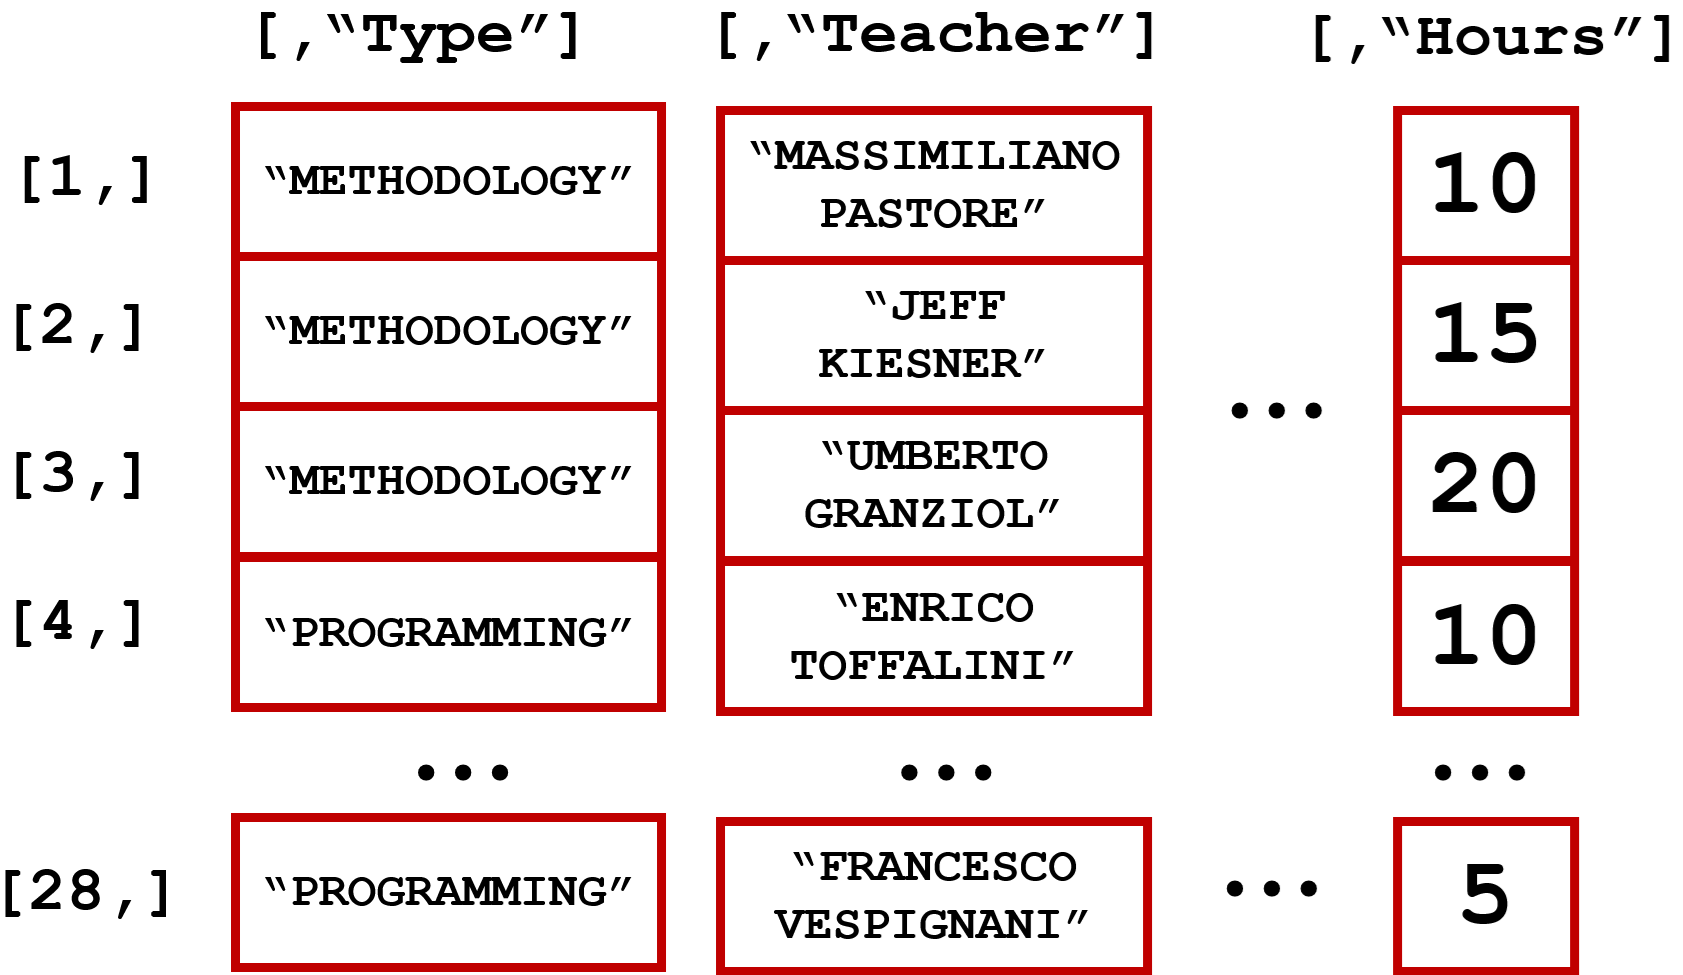 [,“Type”] [,“Teacher”] [,“Hours”]
[1,] “METHODOLOGY” “MASSIMILIANO PASTORE” 10
[2,] “METHODOLOGY” “JEFF KIESNER” ... 15
[3,] “METHODOLOGY” “UMBERTO GRANZIOL” 20
[4,] “PROGRAMMING” “ENRICO TOFFALINI” 10
... ... ...
[28,] “PROGRAMMING” “FRANCESCO VESPIGNANI” ... 5